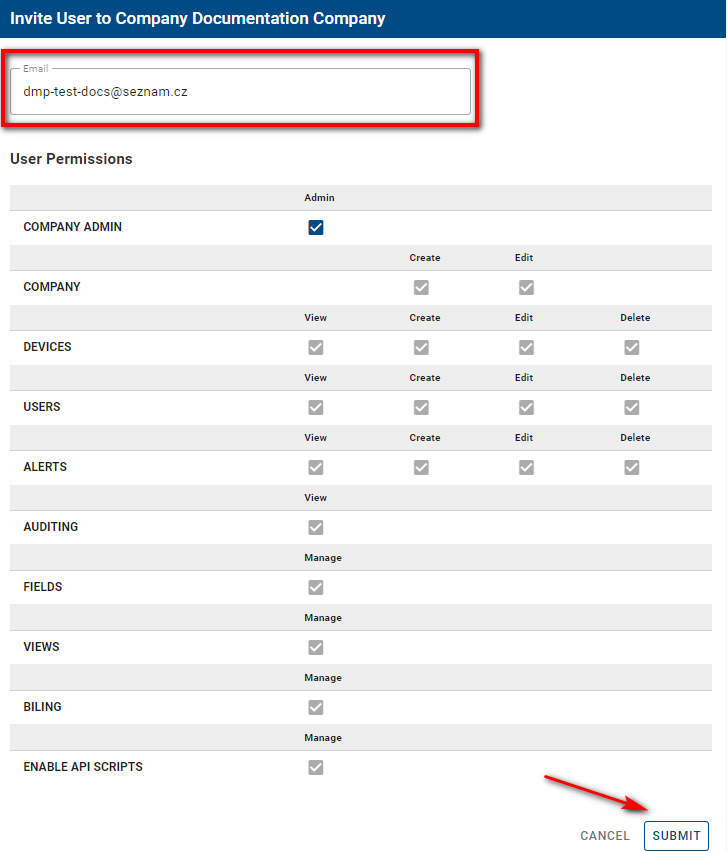 Invite User to Company Documentation Company
Email
dmp-test-docs@seznam.cz
User Permissions
Admin
COMPANY ADMIN
Create Edit
COMPANY
View Create Edit Delete
DEVICES
View Create Edit Delete
USERS
View Create Edit Delete
ALERTS
View
AUDITING
Manage
FIELDS
Manage
VIEWS
Manage
BILING
Manage
ENABLE API SCRIPTS
CANCEL SUBMIT